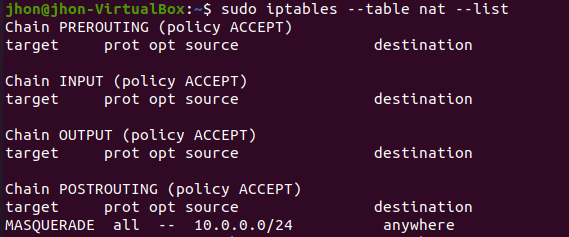 jhon@jhon-VirtualBox:~$ sudo iptables --table nat --list
Chain PREROUTING (policy ACCEPT)
target     prot opt source               destination

Chain INPUT (policy ACCEPT)
target     prot opt source               destination

Chain OUTPUT (policy ACCEPT)
target     prot opt source               destination

Chain POSTROUTING (policy ACCEPT)
target     prot opt source               destination
MASQUERADE  all  --  10.0.0.0/24          anywhere